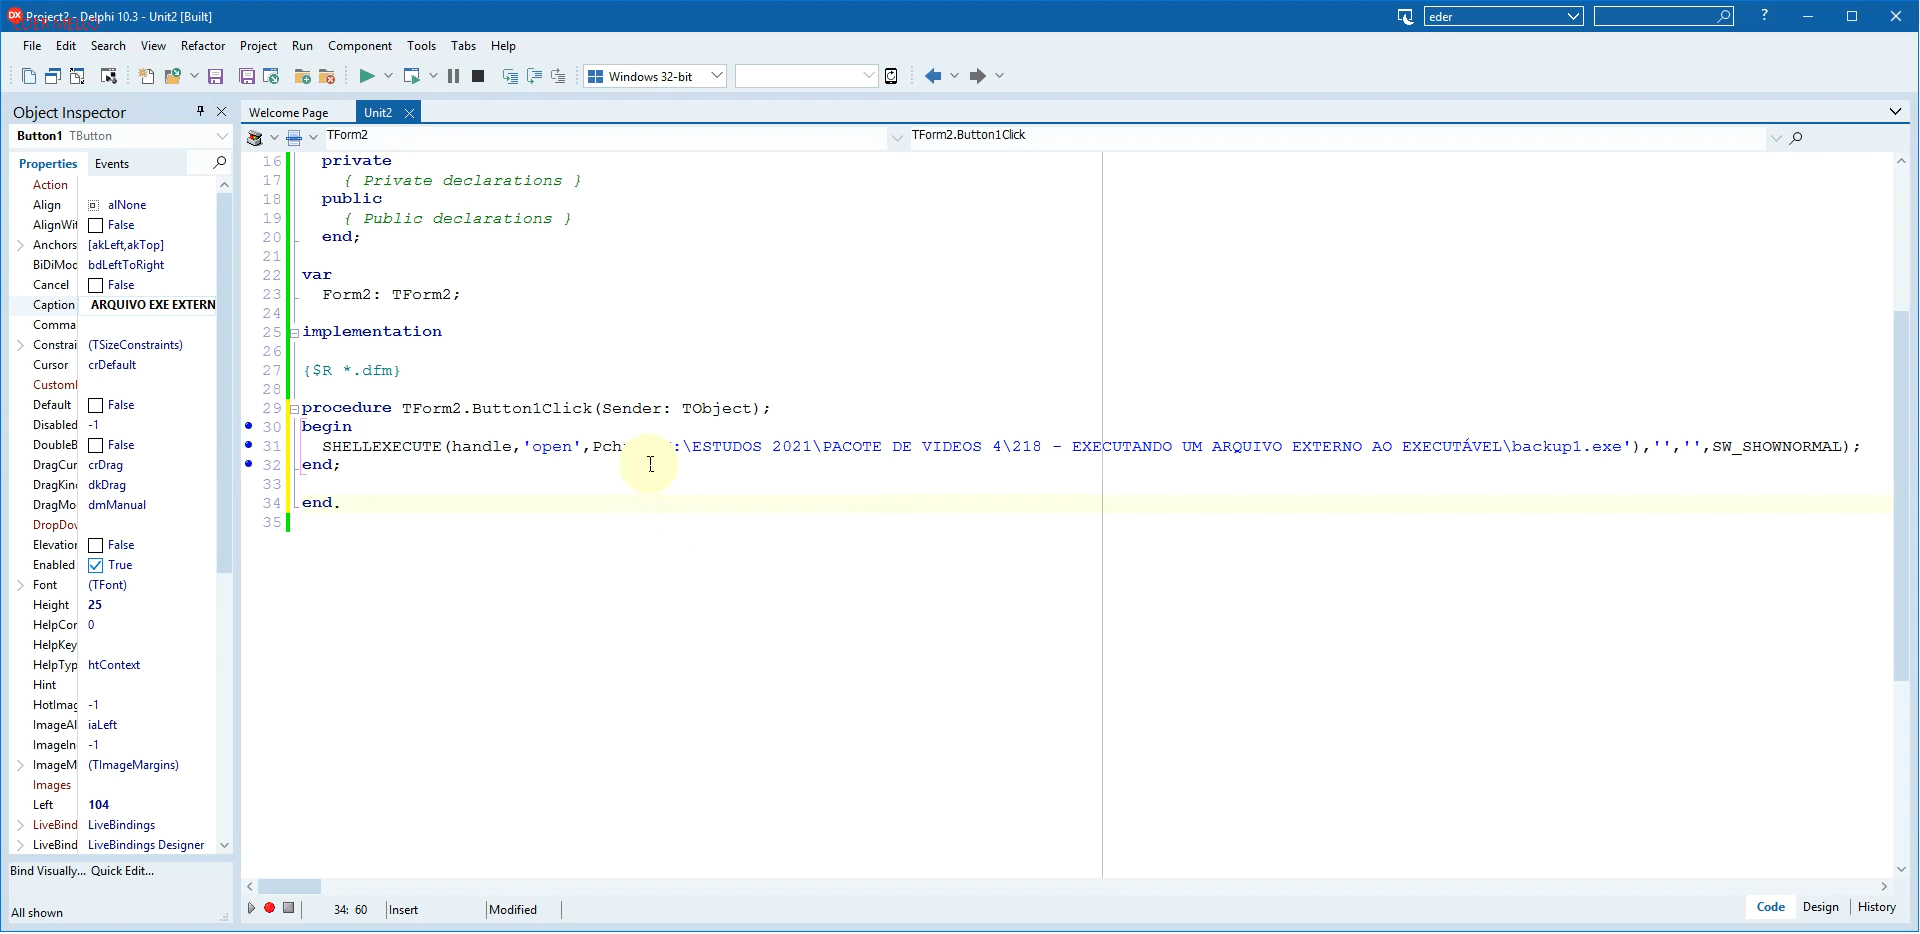 Project2 - Delphi 10.3 - Unit2 [Built]
eder
?
File Edit Search View Refactor Project Run Component Tools Tabs Help
Windows 32-bit
Object Inspector
Welcome Page Unit2
Button1 TButton
TForm2
TForm2.Button1Click
Properties Events
Action
Align alNone
AlignWit False
Anchors [akLeft,akTop]
BiDiMod bdLeftToRight
Cancel False
Caption ARQUIVO EXE EXTERN
Comma
Constrai (TSizeConstraints)
Cursor crDefault
CustomI
Default False
Disabled -1
DoubleB False
DragCur crDrag
DragKin dkDrag
DragMo dmManual
DropDov
Elevation False
Enabled True
Font (TFont)
Height 25
HelpCor 0
HelpKey
HelpTyp htContext
Hint
HotImag -1
ImageAl iaLeft
ImageIn -1
ImageM (TImageMargins)
Images
Left 104
LiveBind LiveBindings
LiveBind LiveBindings Designer
Bind Visually... Quick Edit...
All shown
16 private
17 { Private declarations }
18 public
19 { Public declarations }
20 end;
21
22 var
23 Form2: TForm2;
24
25 implementation
26
27 {$R *.dfm}
28
29 procedure TForm2.Button1Click(Sender: TObject);
30 begin
31 SHELLEXECUTE(handle,'open',Pch :\ESTUDOS 2021\PACOTE DE VIDEOS 4\218 - EXECUTANDO UM ARQUIVO EXTERNO AO EXECUTÁVEL\backup1.exe'),'','',SW_SHOWNORMAL);
32 end;
33
34 end.
35
34: 60 Insert Modified
Code Design History